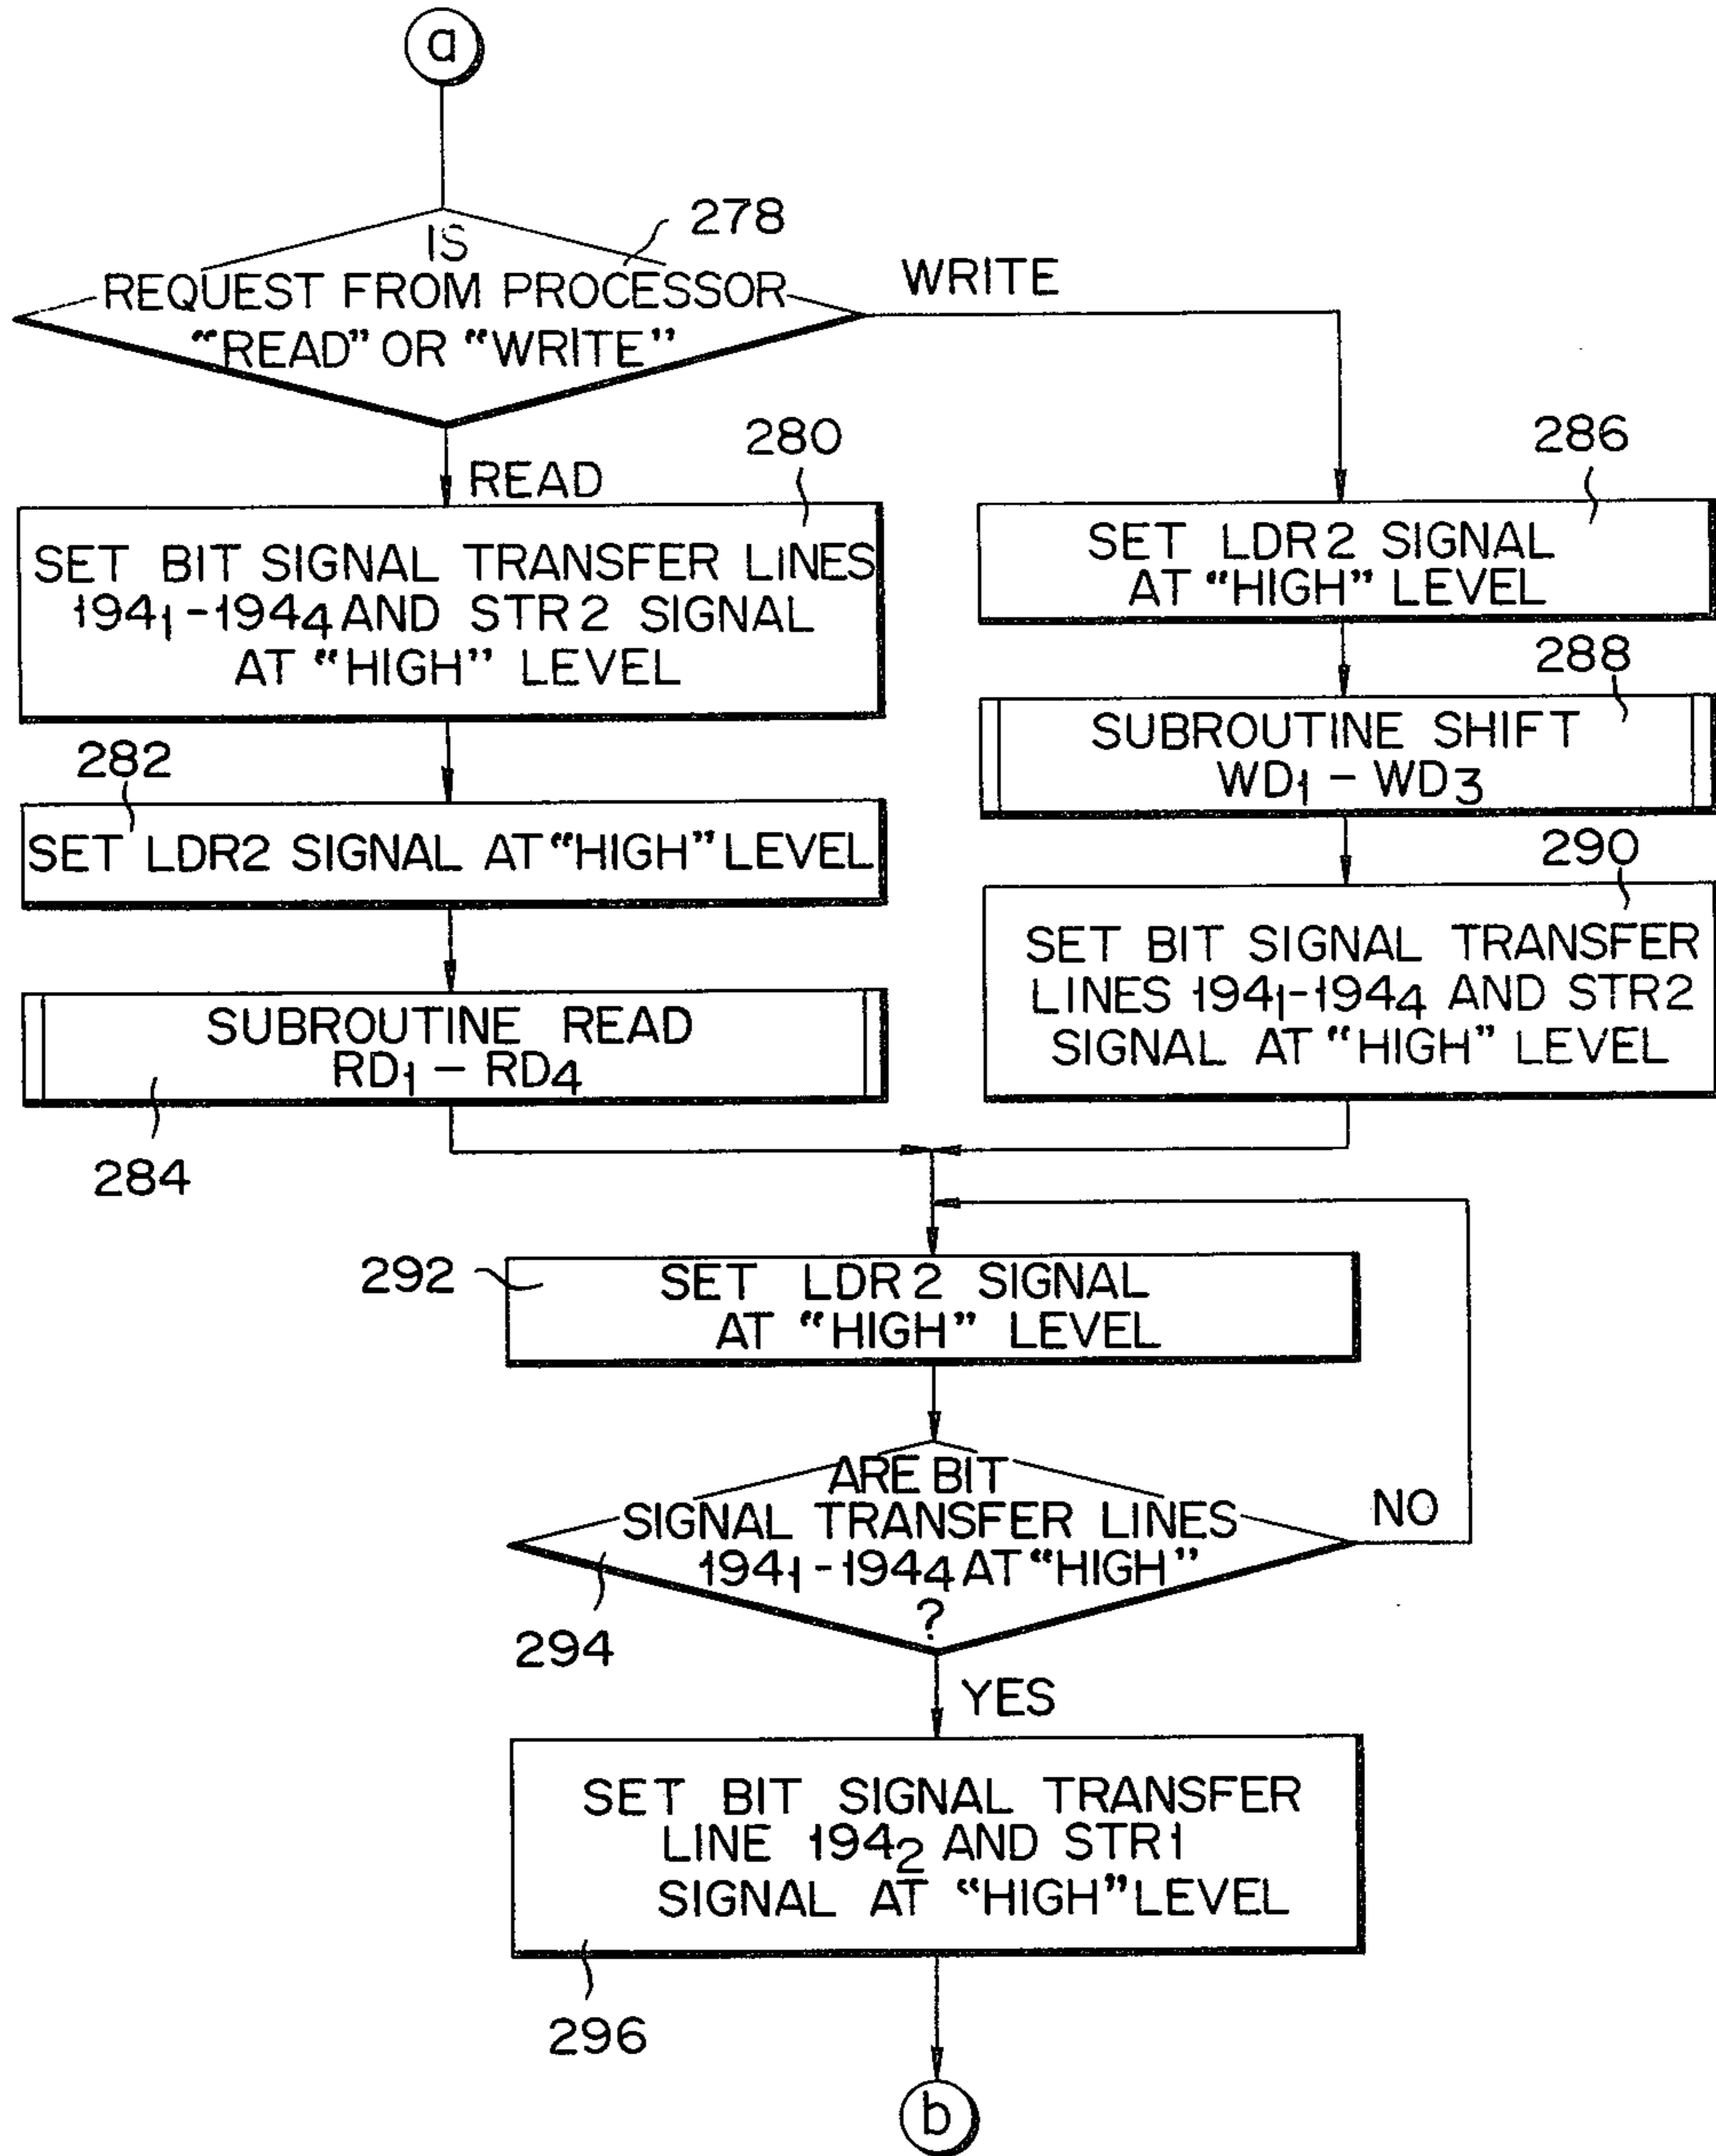 a
278
IS
REQUEST FROM PROCESSOR
“READ” OR “WRITE”
WRITE
READ
280
SET BIT SIGNAL TRANSFER LINES
194₁-194₄ AND STR2 SIGNAL
AT “HIGH” LEVEL
282
SET LDR2 SIGNAL AT “HIGH” LEVEL
SUBROUTINE READ
RD₁ - RD₄
284
286
SET LDR2 SIGNAL
AT “HIGH” LEVEL
288
SUBROUTINE SHIFT
WD₁ - WD₃
290
SET BIT SIGNAL TRANSFER
LINES 194₁-194₄ AND STR2
SIGNAL AT “HIGH” LEVEL
292
SET LDR2 SIGNAL
AT “HIGH” LEVEL
ARE BIT
SIGNAL TRANSFER LINES
194₁-194₄ AT “HIGH”
?
NO
294
YES
SET BIT SIGNAL TRANSFER
LINE 194₂ AND STR1
SIGNAL AT “HIGH” LEVEL
296
b